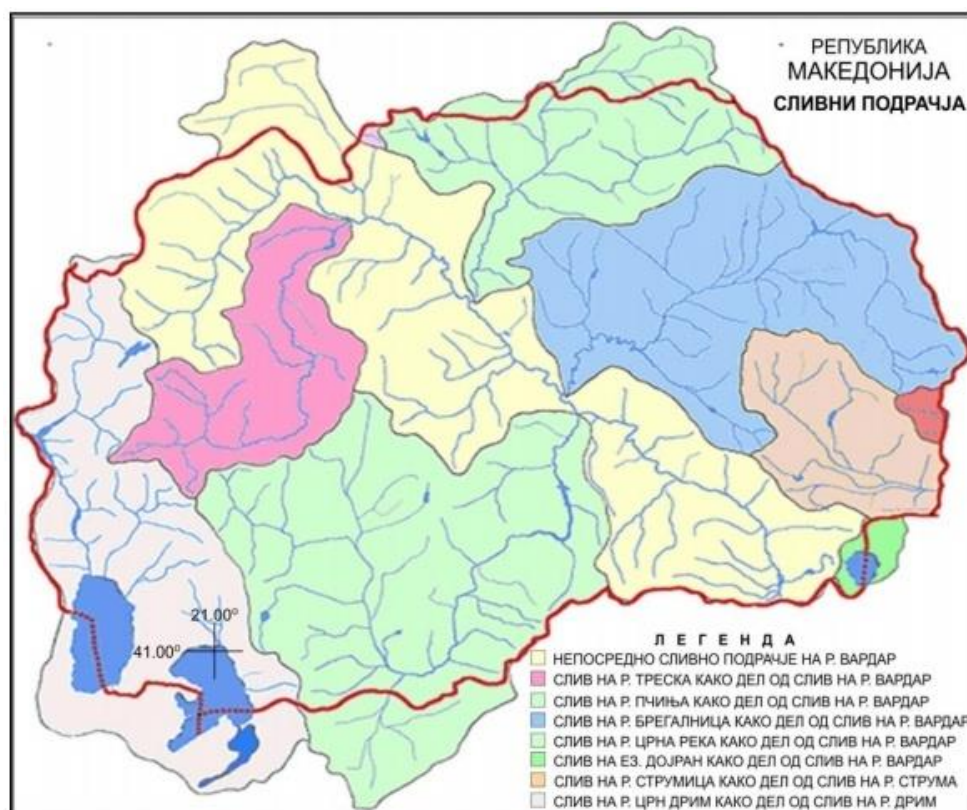 РЕПУБЛИКА
МАКЕДОНИЈА
СЛИВНИ ПОДРАЧЈА
21.00º
41.00º
ЛЕГЕНДА
НЕПОСРЕДНО СЛИВНО ПОДРАЧЈЕ НА Р. ВАРДАР
СЛИВ НА Р. ТРЕСКА КАКО ДЕЛ ОД СЛИВ НА Р. ВАРДАР
СЛИВ НА Р. ПЧИЊА КАКО ДЕЛ ОД СЛИВ НА Р. ВАРДАР
СЛИВ НА Р. БРЕГАЛНИЦА КАКО ДЕЛ ОД СЛИВ НА Р. ВАРДАР
СЛИВ НА Р. ЦРНА РЕКА КАКО ДЕЛ ОД СЛИВ НА Р. ВАРДАР
СЛИВ НА ЕЗ. ДОЈРАН КАКО ДЕЛ ОД СЛИВ НА Р. ВАРДАР
СЛИВ НА Р. СТРУМИЦА КАКО ДЕЛ ОД СЛИВ НА Р. СТРУМА
СЛИВ НА Р. ЦРН ДРИМ КАКО ДЕЛ ОД СЛИВ НА Р. ДРИМ